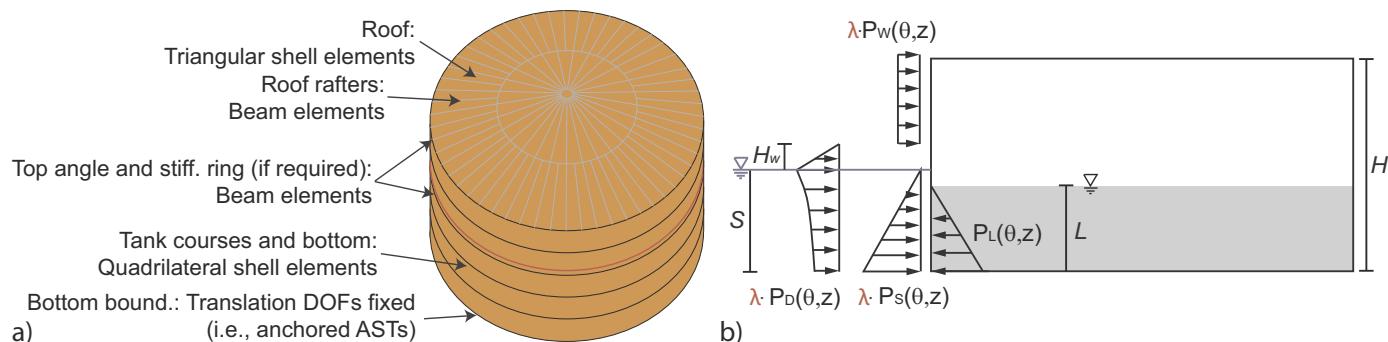 Roof:
Triangular shell elements
Roof rafters:
Beam elements
Top angle and stiff. ring (if required):
Beam elements
Tank courses and bottom:
Quadrilateral shell elements
Bottom bound.: Translation DOFs fixed
(i.e., anchored ASTs)
a)
λ·PW(θ,z)
HW
S
H
L
PL(θ,z)
λ· PD(θ,z)
λ· PS(θ,z)
b)